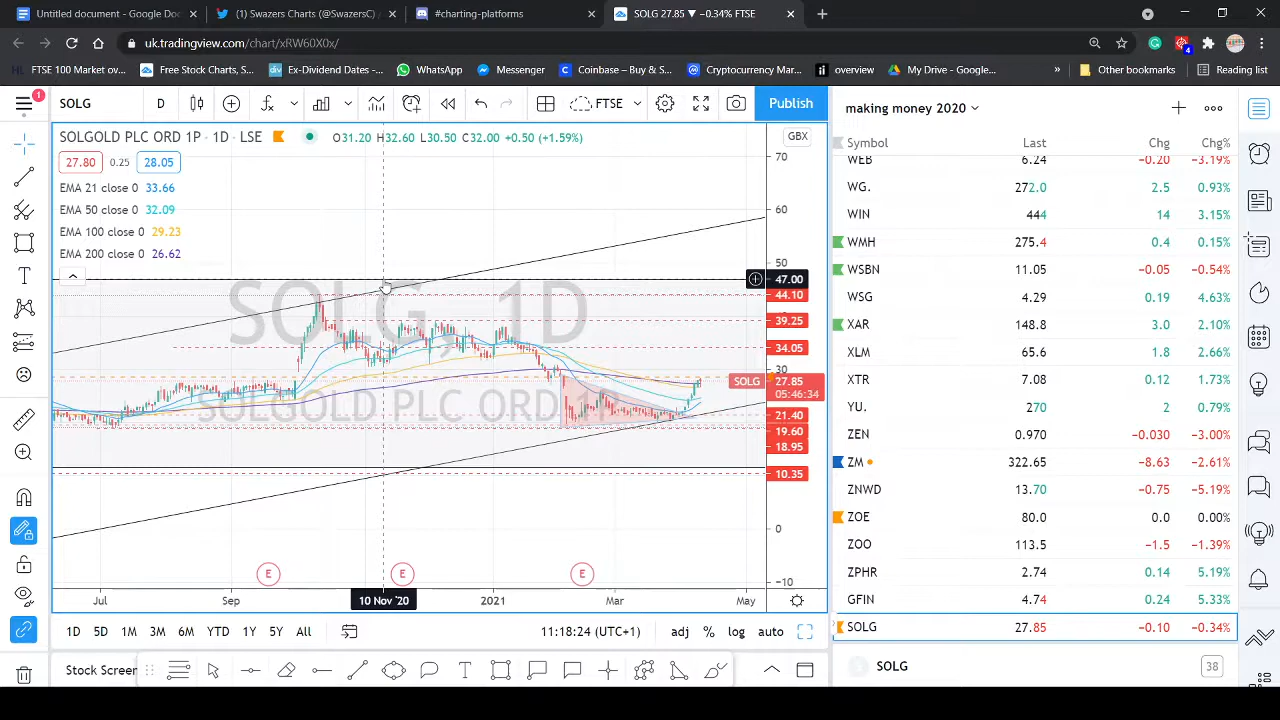 Untitled document - Google Docs
(1) Swazers Charts (@SwazersC) /
#charting-platforms
SOLG 27.85 ▼ −0.34% FTSE
uk.tradingview.com/chart/xRW60X0x/
4
HL FTSE 100 Market ov...
Free Stock Charts, S...
Ex-Dividend Dates -...
WhatsApp
Messenger
Coinbase – Buy & S...
Cryptocurrency Mar...
overview
My Drive - Google...
»
Other bookmarks
Reading list
1
SOLG
D
FTSE
Publish
making money 2020
SOLGOLD PLC ORD 1P · 1D · LSE
O31.20 H32.60 L30.50 C32.00 +0.50 (+1.59%)
GBX
27.80 0.25 28.05
EMA 21 close 0 33.66
EMA 50 close 0 32.09
EMA 100 close 0 29.23
EMA 200 close 0 26.62
SOLG, 1D
SOLGOLD PLC ORD 1P
70
60
50
47.00
44.10
39.25
34.05
30
SOLG 27.85
05:46:34
21.40
19.60
18.95
10.35
0
−10
E
E
E
Jul
Sep
10 Nov '20
2021
Mar
May
1D 5D 1M 3M 6M YTD 1Y 5Y All
11:18:24 (UTC+1)
adj % log auto
Stock Screen
Symbol Last Chg Chg%
WEB 6.24 −0.20 −3.19%
WG. 272.0 2.5 0.93%
WIN 444 14 3.15%
WMH 275.4 0.4 0.15%
WSBN 11.05 −0.05 −0.54%
WSG 4.29 0.19 4.63%
XAR 148.8 3.0 2.10%
XLM 65.6 1.8 2.66%
XTR 7.08 0.12 1.73%
YU. 270 2 0.79%
ZEN 0.970 −0.030 −3.00%
ZM 322.65 −8.63 −2.61%
ZNWD 13.70 −0.75 −5.19%
ZOE 80.0 0.0 0.00%
ZOO 113.5 −1.5 −1.39%
ZPHR 2.74 0.14 5.19%
GFIN 4.74 0.24 5.33%
SOLG 27.85 −0.10 −0.34%
SOLG
38